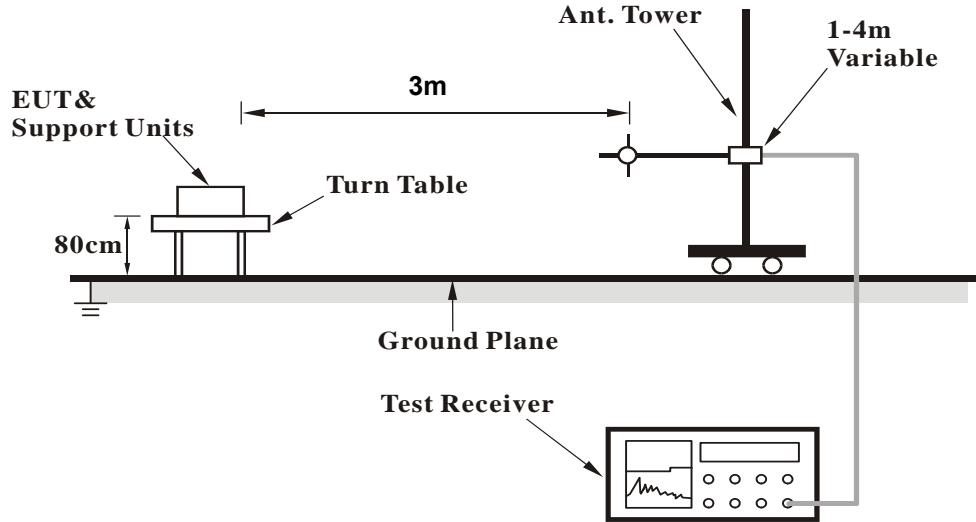 Ant. Tower
1-4m
Variable
3m
EUT&
Support Units
Turn Table
80cm
Ground Plane
Test Receiver